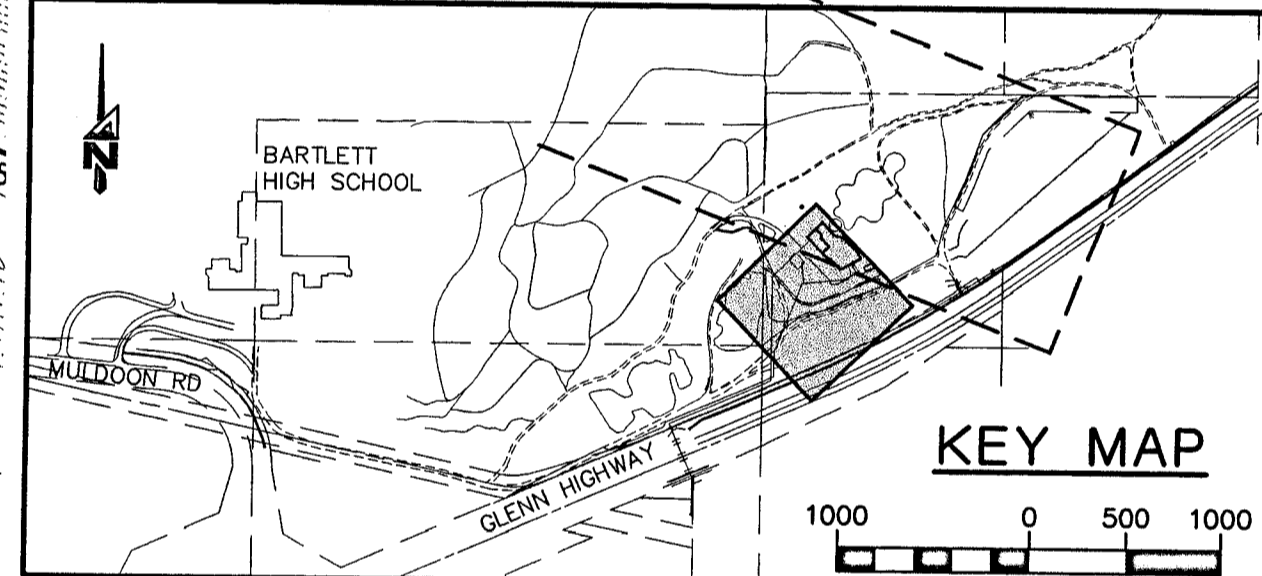 N
BARTLETT
HIGH SCHOOL
MULDOON RD
GLENN HIGHWAY
KEY MAP
1000 0 500 1000